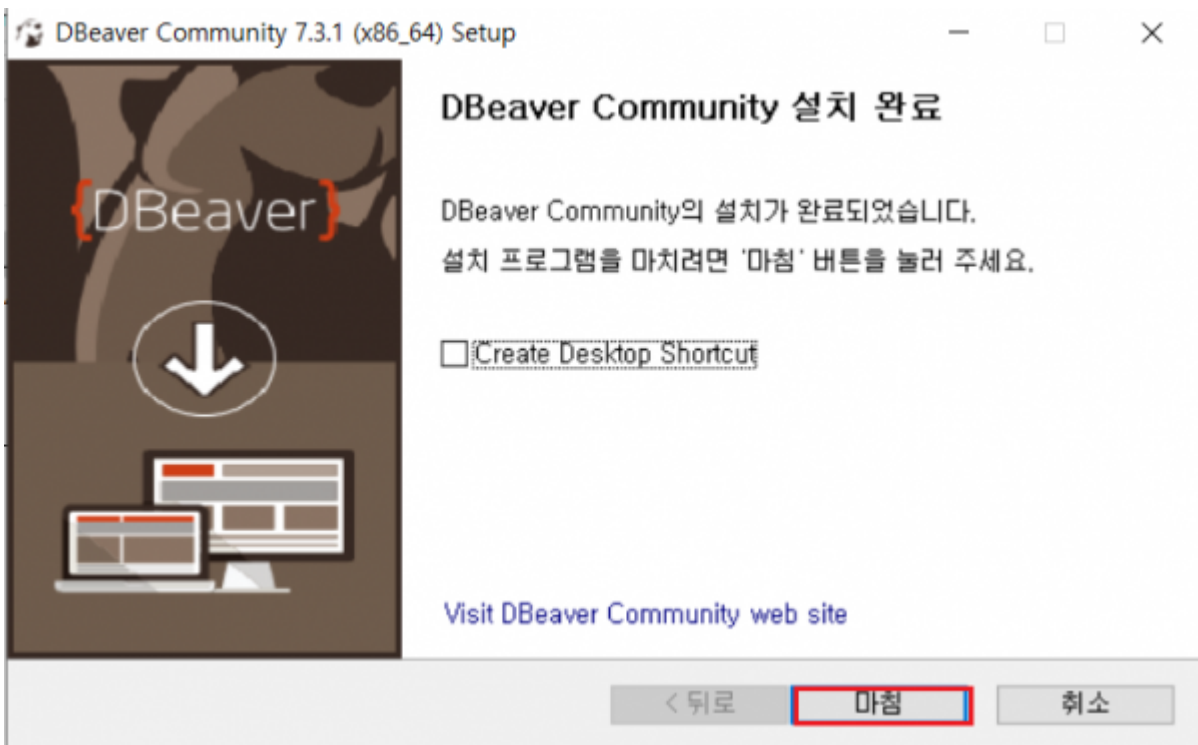 DBeaver Community 7.3.1 (x86_64) Setup
DBeaver Community 설치 완료
{DBeaver}
DBeaver Community의 설치가 완료되었습니다.
설치 프로그램을 마치려면 '마침' 버튼을 눌러 주세요.
Create Desktop Shortcut
Visit DBeaver Community web site
< 뒤로 마침 취소